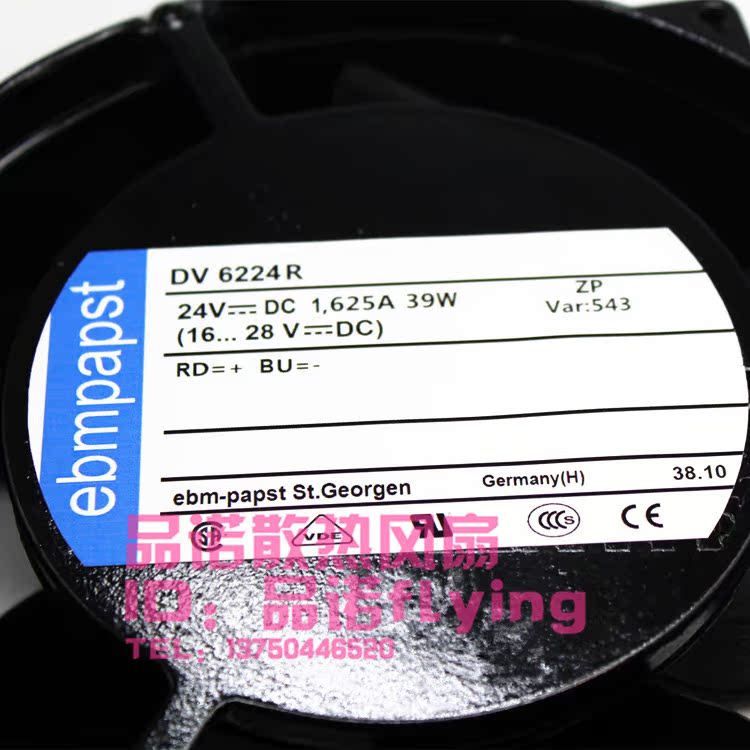 ebmpapst
DV 6224R
24V⎓ DC 1,625A 39W
(16... 28 V⎓DC)
ZP
Var:543
RD=+ BU=-
ebm-papst St.Georgen
Germany(H)
38.10
VDE
CCC S
CE
品诺散热风扇
ID：品诺fLying
TEL：13750446520